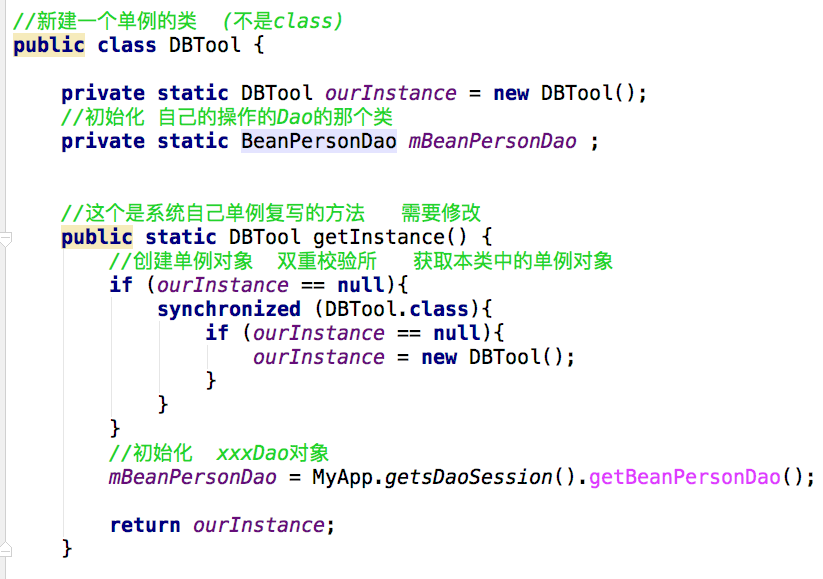 //新建一个单例的类  (不是class)
public class DBTool {
    private static DBTool ourInstance = new DBTool();
    //初始化 自己的操作的Dao的那个类
    private static BeanPersonDao mBeanPersonDao ;
    //这个是系统自己单例复写的方法   需要修改
    public static DBTool getInstance() {
        //创建单例对象  双重校验所   获取本类中的单例对象
        if (ourInstance == null){
            synchronized (DBTool.class){
                if (ourInstance == null){
                    ourInstance = new DBTool();
                }
            }
        }
        //初始化  xxxDao对象
        mBeanPersonDao = MyApp.getsDaoSession().getBeanPersonDao();
        return ourInstance;
    }